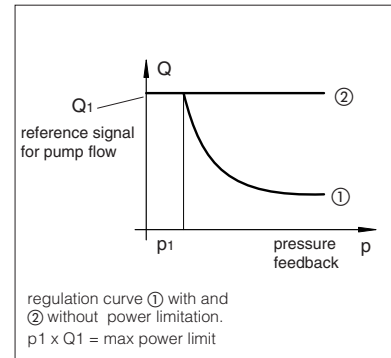 Q
Q1
②
reference signal
for pump flow
①
p1
pressure
feedback
p
regulation curve ① with and
② without power limitation.
p1 x Q1 = max power limit